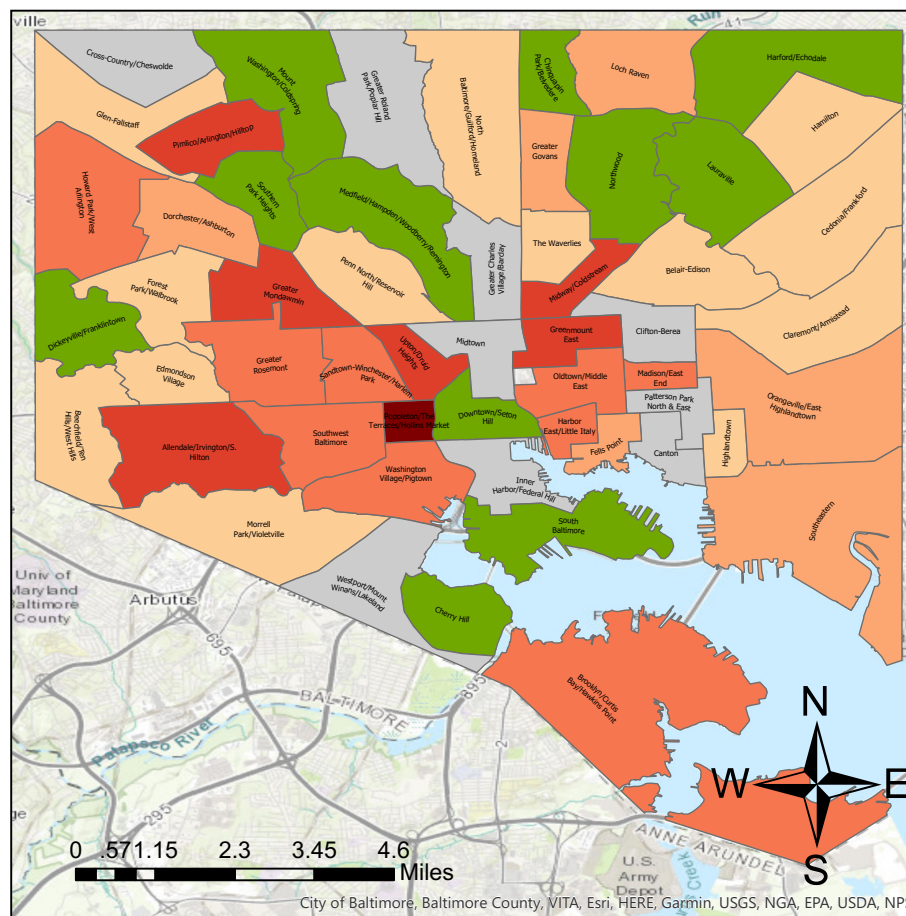 ville
Run
41
Cross-Country/Cheswolde
Mount
Washington/Coldspring
Greater Roland
Park/Poplar Hill
North
Baltimore/Guilford/Homeland
Chinquapin
Park/Belvedere
Loch Raven
Harford/Echodale
Glen-Fallstaff
Pimlico/Arlington/Hilltop
Greater
Govans
Hamilton
Northwood
Lauraville
Howard Park/West
Arlington
Southern
Park Heights
Dorchester/Ashburton
Medfield/Hampden/Woodberry/Remington
Cedonia/Frankford
The Waverlies
Greater Charles
Village/Barclay
Penn North/Reservoir
Hill
Belair-Edison
Midway/Coldstream
Forest
Park/Walbrook
Greater
Mondawmin
Claremont/Armistead
Dickeyville/Franklintown
Greenmount
East
Clifton-Berea
Midtown
Upton/Druid
Heights
Greater
Rosemont
Sandtown-Winchester/Harlem
Park
Edmondson
Village
Oldtown/Middle
East
Madison/East
End
Patterson Park
North & East
Orangeville/East
Highlandtown
Beechfield/Ten
Hills/West Hills
Allendale/Irvington/S.
Hilton
Southwest
Baltimore
Poppleton/The
Terraces/Hollins Market
Downtown/Seton
Hill
Harbor
East/Little Italy
Fells Point
Canton
Highlandtown
Washington
Village/Pigtown
Inner
Harbor/Federal Hill
Southeastern
Morrell
Park/Violetville
South
Baltimore
Westport/Mount
Winans/Lakeland
Cherry Hill
Univ of
Maryland
Baltimore
County
Arbutus
695
895
BALTIMORE
Patapsco River
2
295
Brooklyn/Curtis
Bay/Hawkins Point
N
W E
S
0 .571.15 2.3 3.45 4.6
Miles
ANNE ARUNDEL
U.S.
Army
Depot
City of Baltimore, Baltimore County, VITA, Esri, HERE, Garmin, USGS, NGA, EPA, USDA, NPS